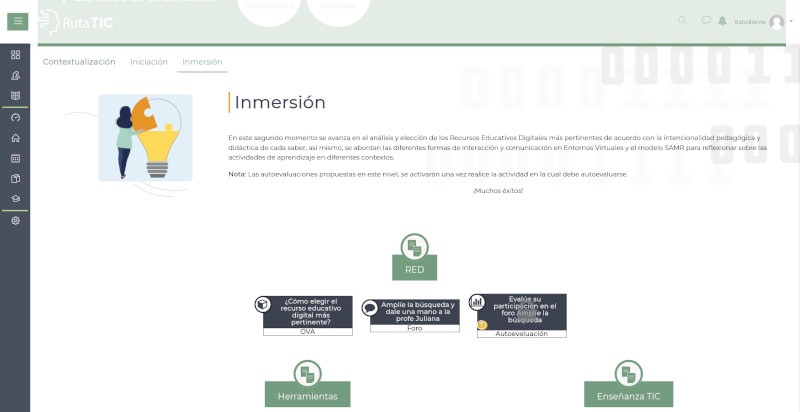 RutaTIC
Estudiante
Contextualización
Iniciación
Inmersión
Inmersión
En este segundo momento se avanza en el análisis y elección de los Recursos Educativos Digitales más pertinentes de acuerdo con la intencionalidad pedagógica y
didáctica de cada saber, así mismo, se abordan las diferentes formas de interacción y comunicación en Entornos Virtuales y el modelo SAMR para reflexionar sobre las
actividades de aprendizaje en diferentes contextos.
Nota: Las autoevaluaciones propuestas en este nivel, se activarán una vez realice la actividad en la cual debe autoevaluarse.
¡Muchos éxitos!
RED
¿Cómo elegir el
recurso educativo
digital más
pertinente?
OVA
Amplíe la búsqueda y
dale una mano a la
profe Juliana
Foro
Evalúe su
participación en el
foro Amplíe la
búsqueda
Autoevaluación
Herramientas
Enseñanza TIC